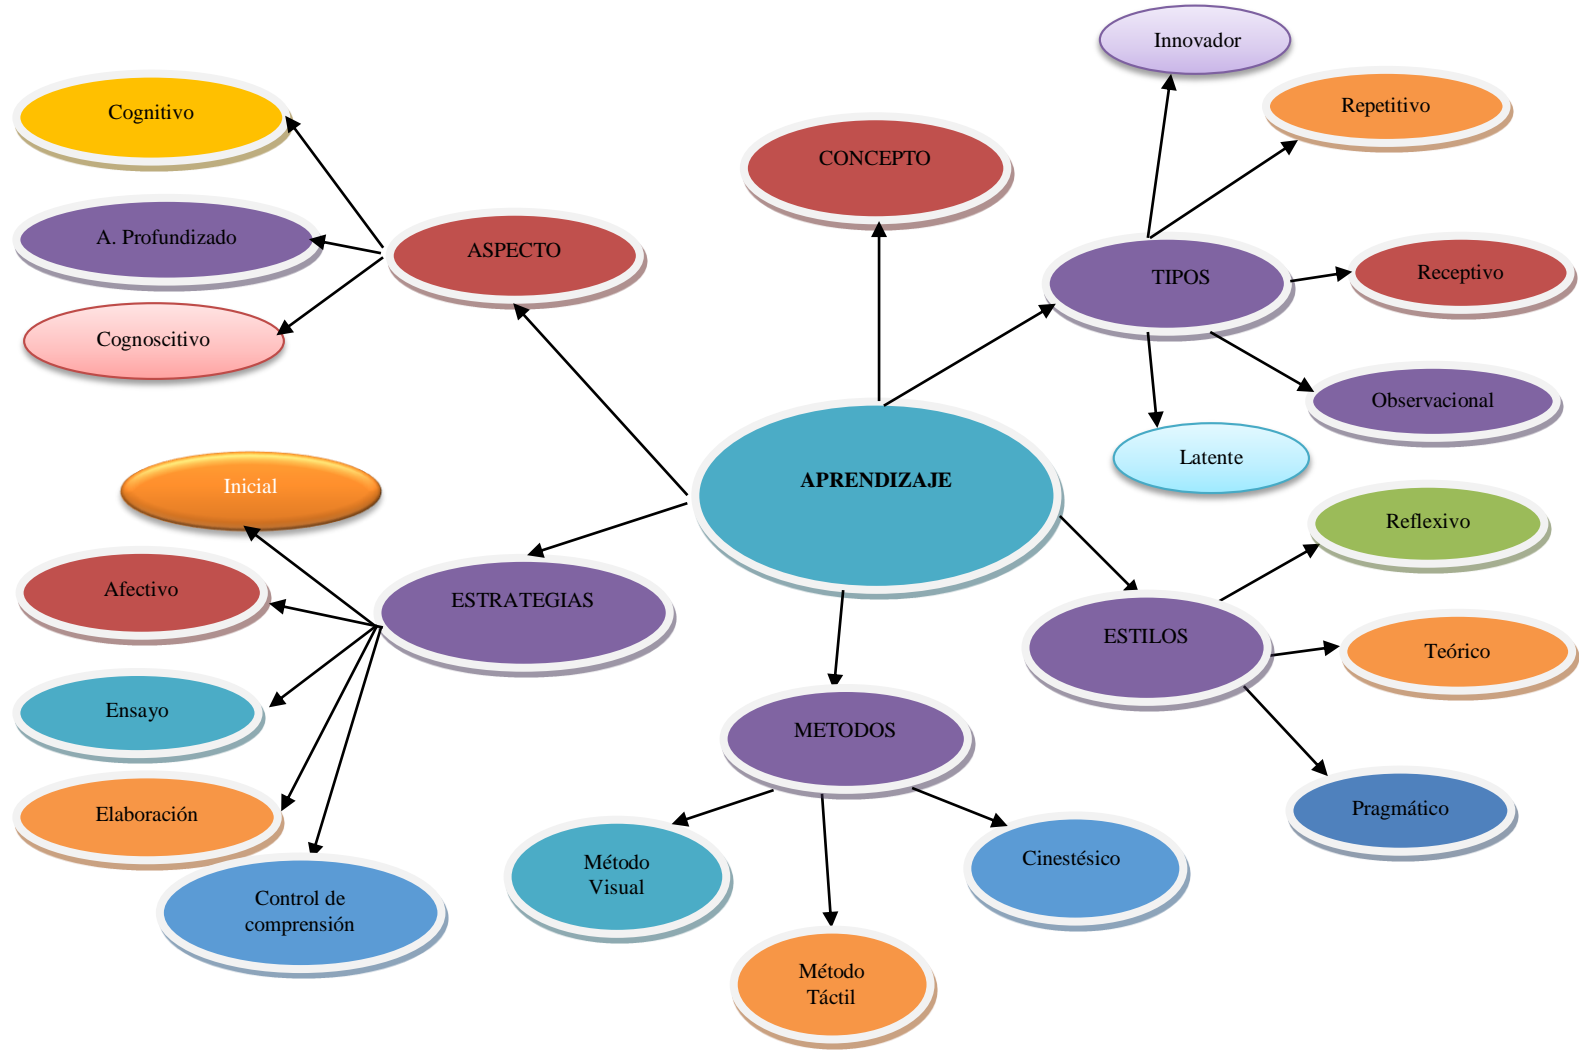 Innovador
Repetitivo
Cognitivo
CONCEPTO
A. Profundizado
ASPECTO
TIPOS
Receptivo
Cognoscitivo
Observacional
Latente
APRENDIZAJE
Inicial
Reflexivo
Afectivo
ESTRATEGIAS
ESTILOS
Teórico
Ensayo
METODOS
Pragmático
Elaboración
Método
Visual
Cinestésico
Control de
comprensión
Método
Táctil